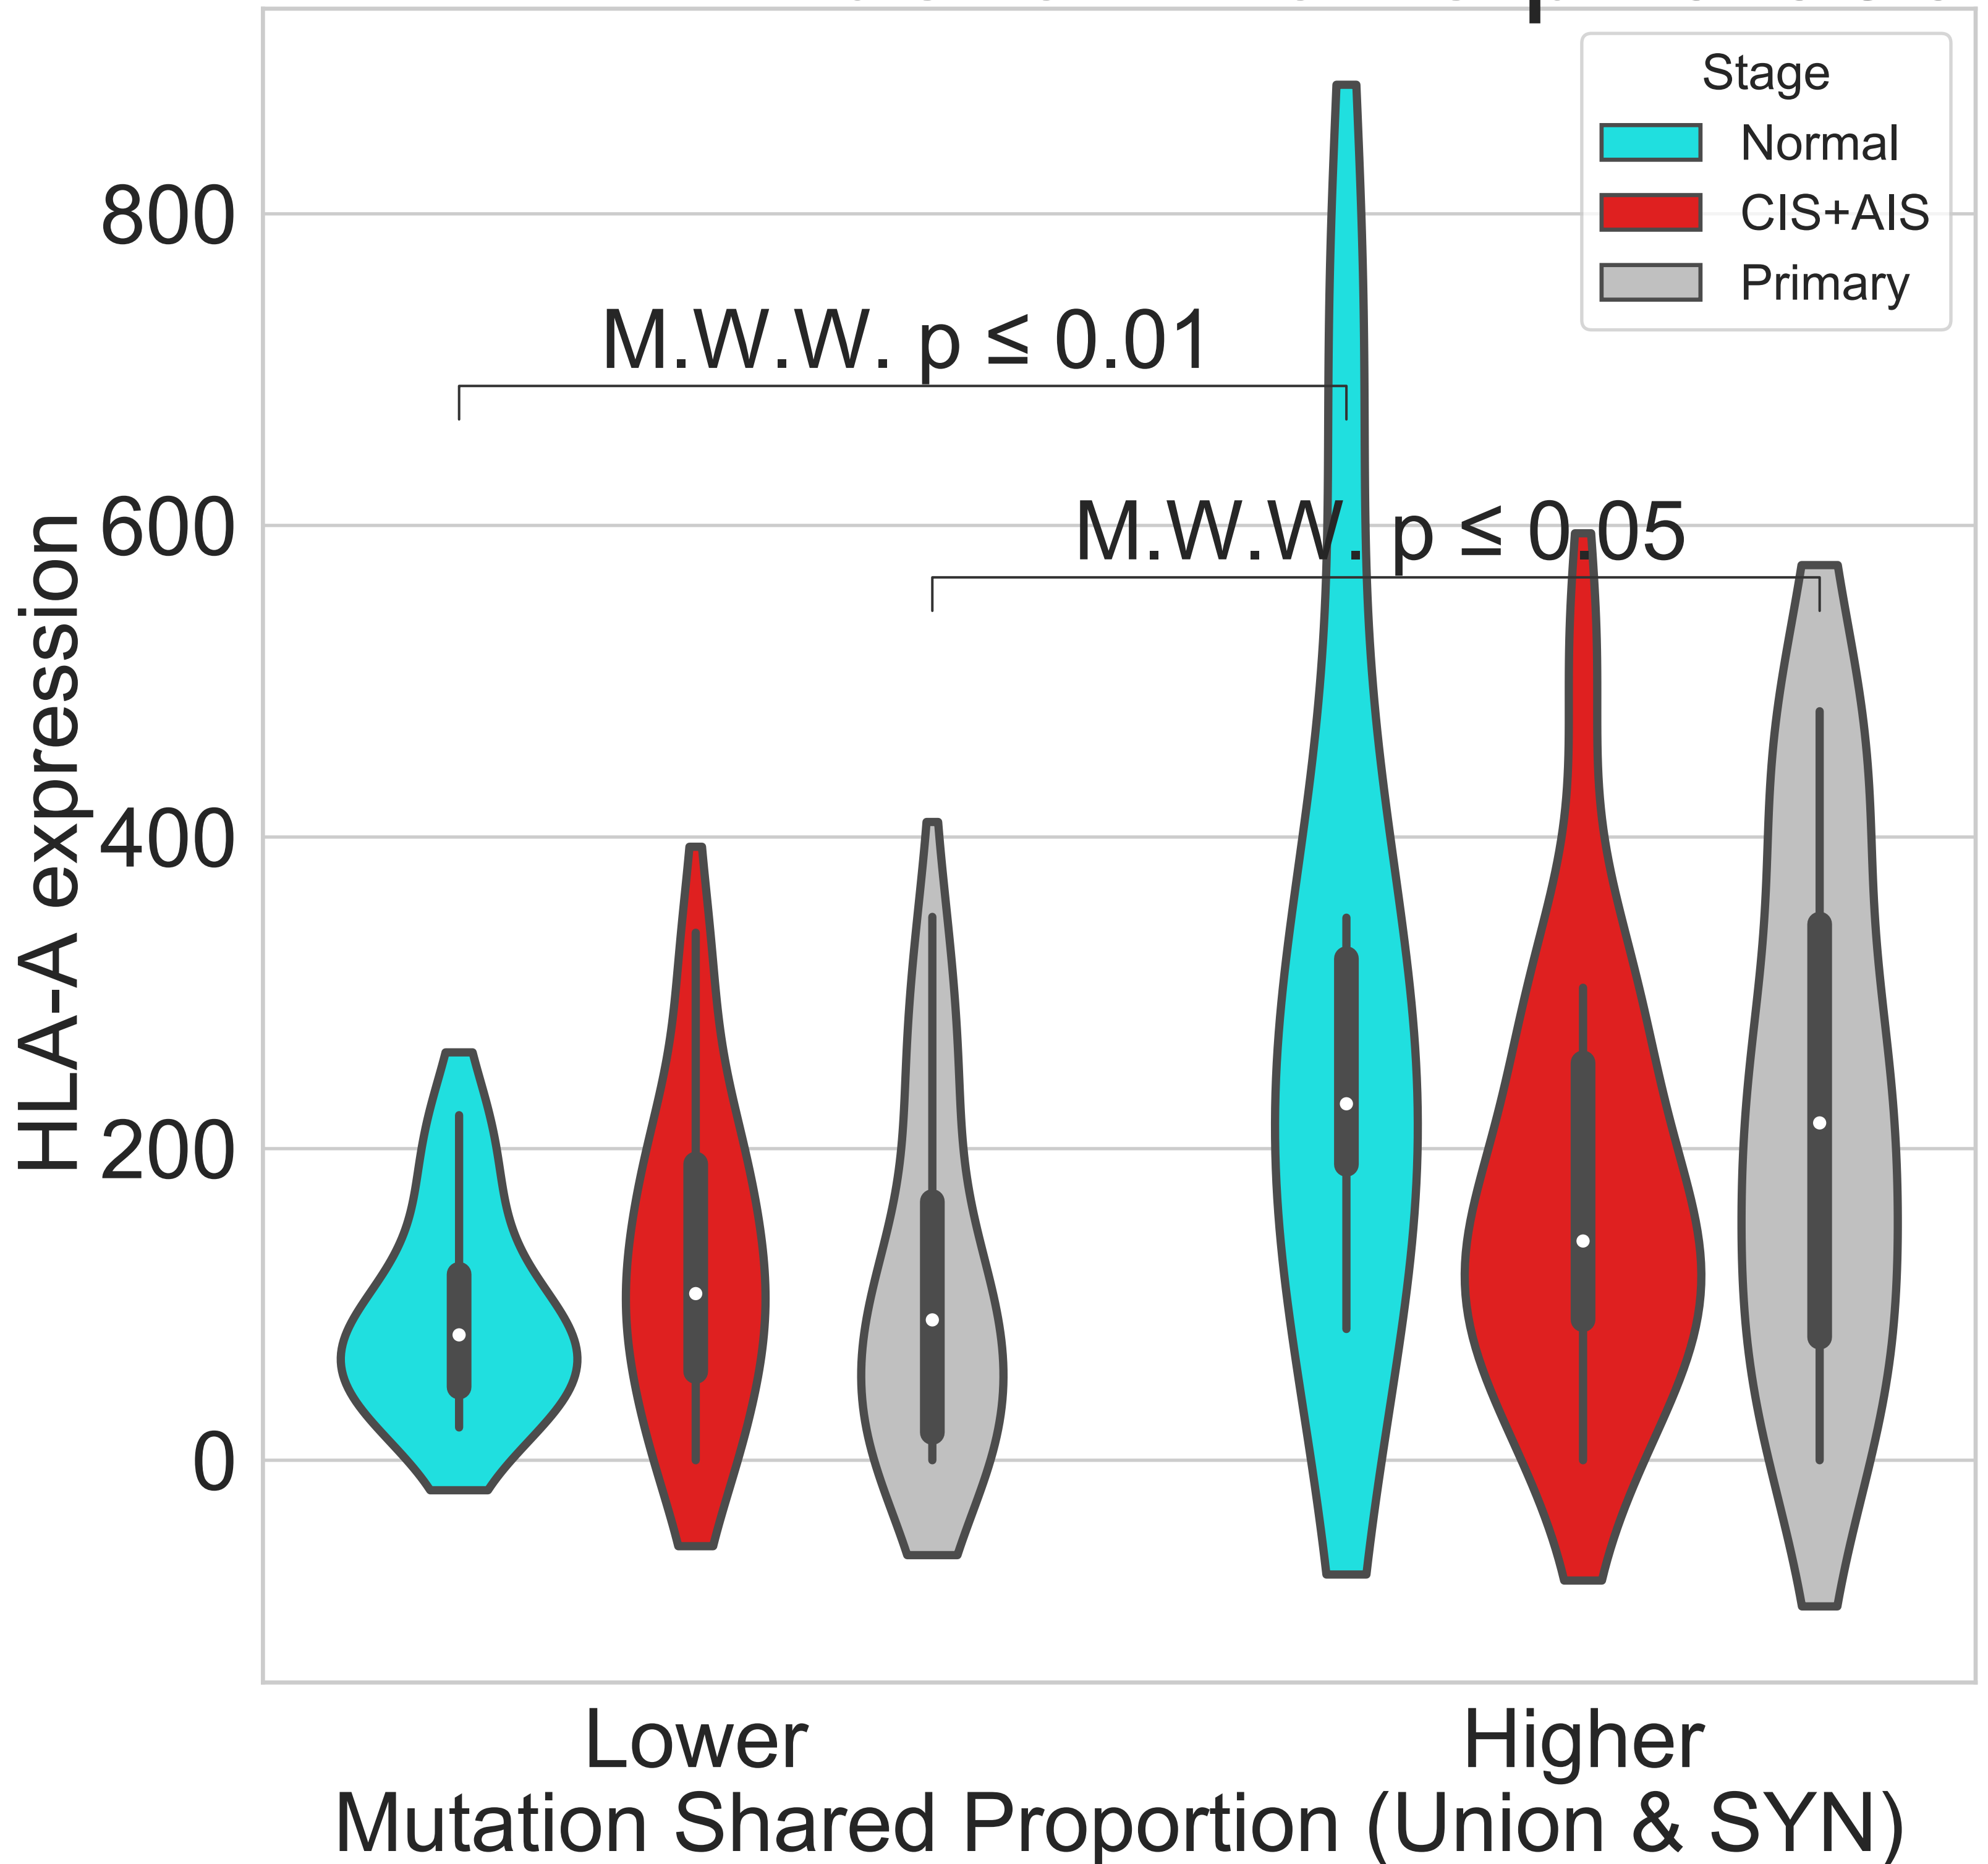 Stage
Normal
CIS+AIS
Primary
800
M.W.W. p ≤ 0.01
600
M.W.W. p ≤ 0.05
400
200
0
HLA-A expression
Lower
Higher
Mutation Shared Proportion (Union & SYN)